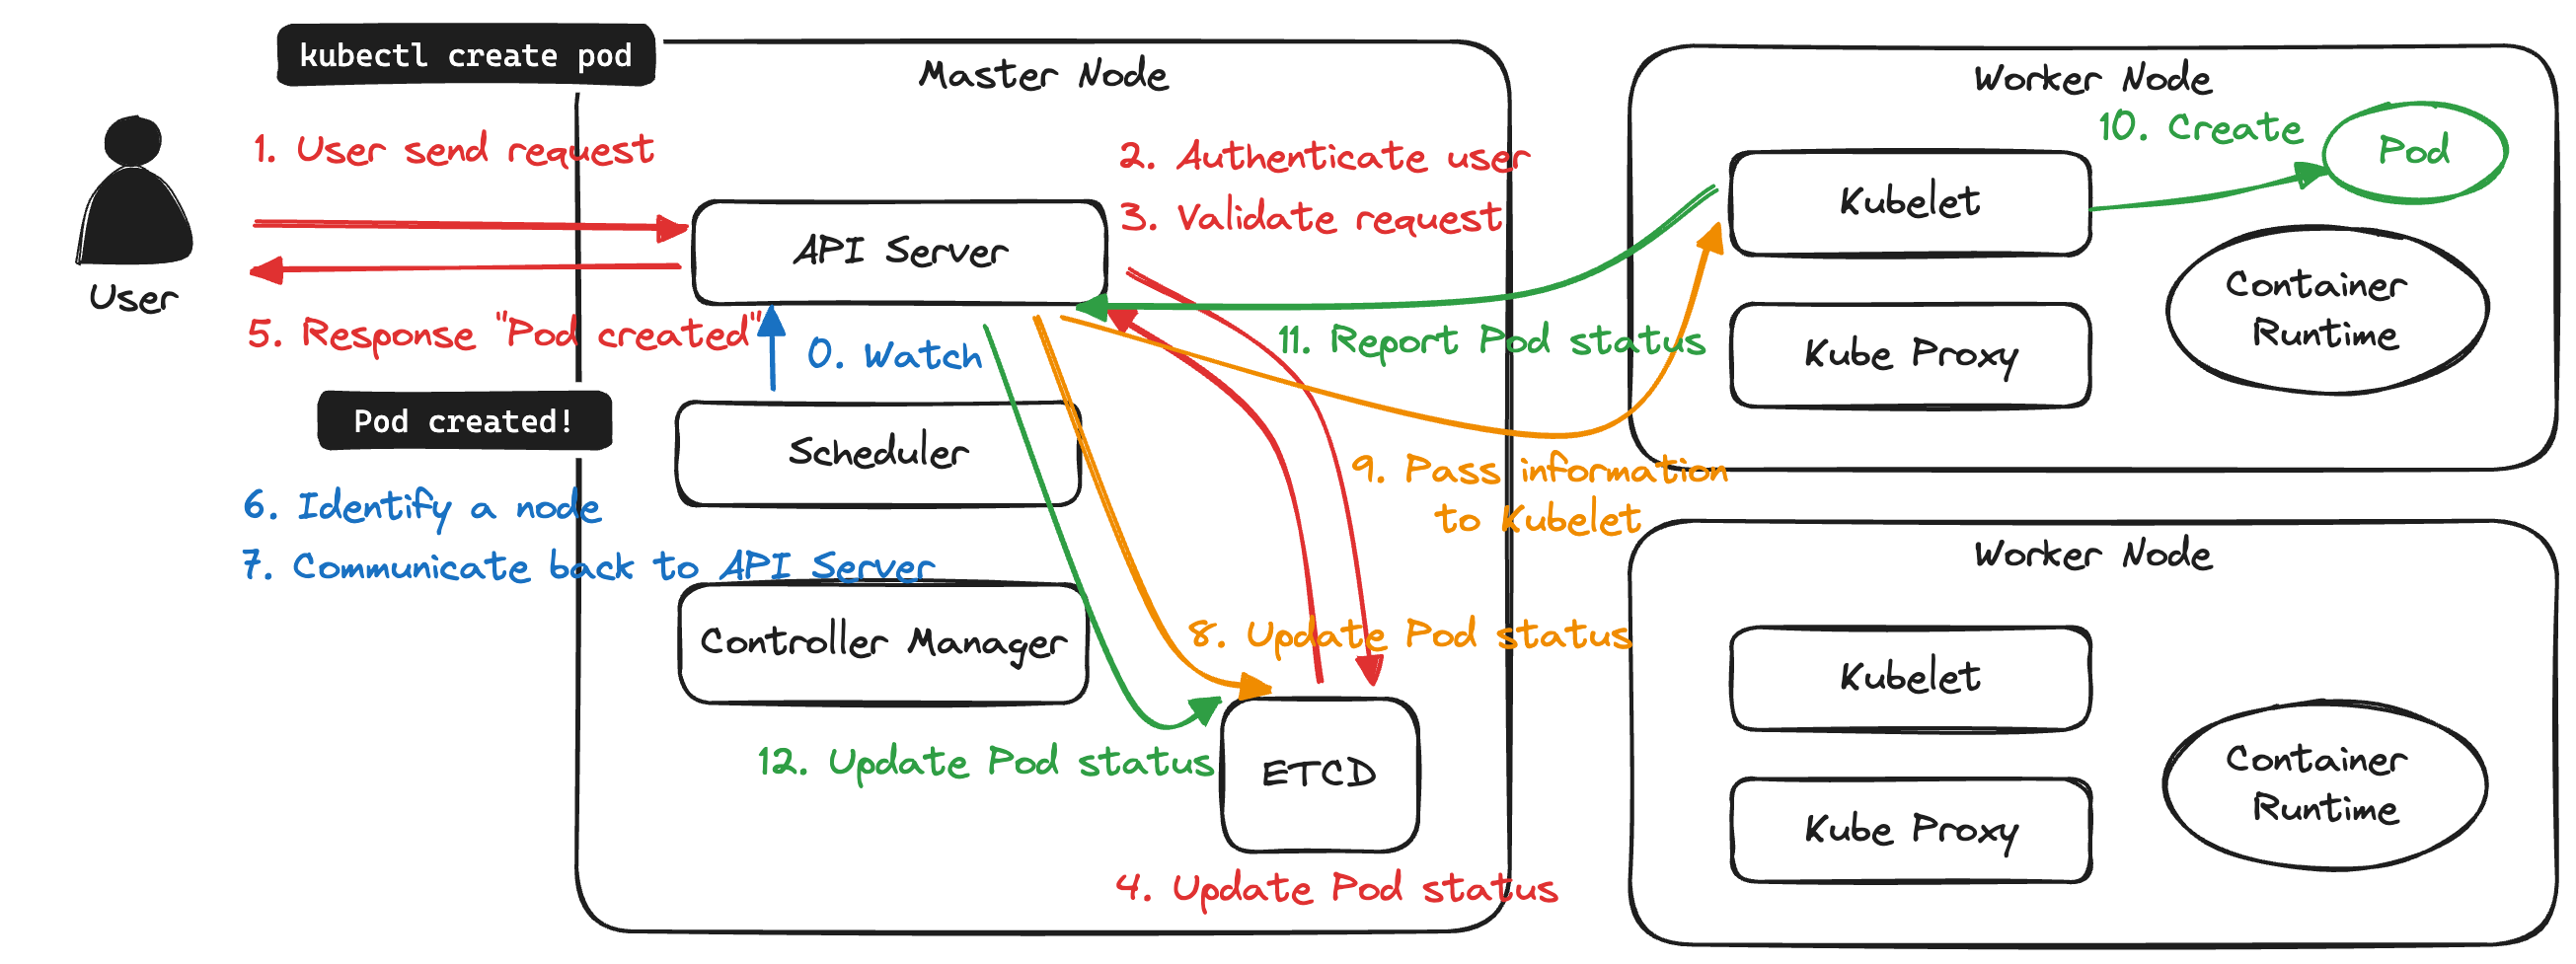 kubectl create pod
Master Node
Worker Node
1. User send request
2. Authenticate user
10. Create
Pod
3. Validate request
Kubelet
API Server
User
Container
Runtime
5. Response "Pod created"
0. Watch
11. Report Pod status
Kube Proxy
Pod created!
Scheduler
9. Pass information
to Kubelet
6. Identify a node
7. Communicate back to API Server
Worker Node
Controller Manager
8. Update Pod status
Kubelet
12. Update Pod status
ETCD
Container
Runtime
Kube Proxy
4. Update Pod status